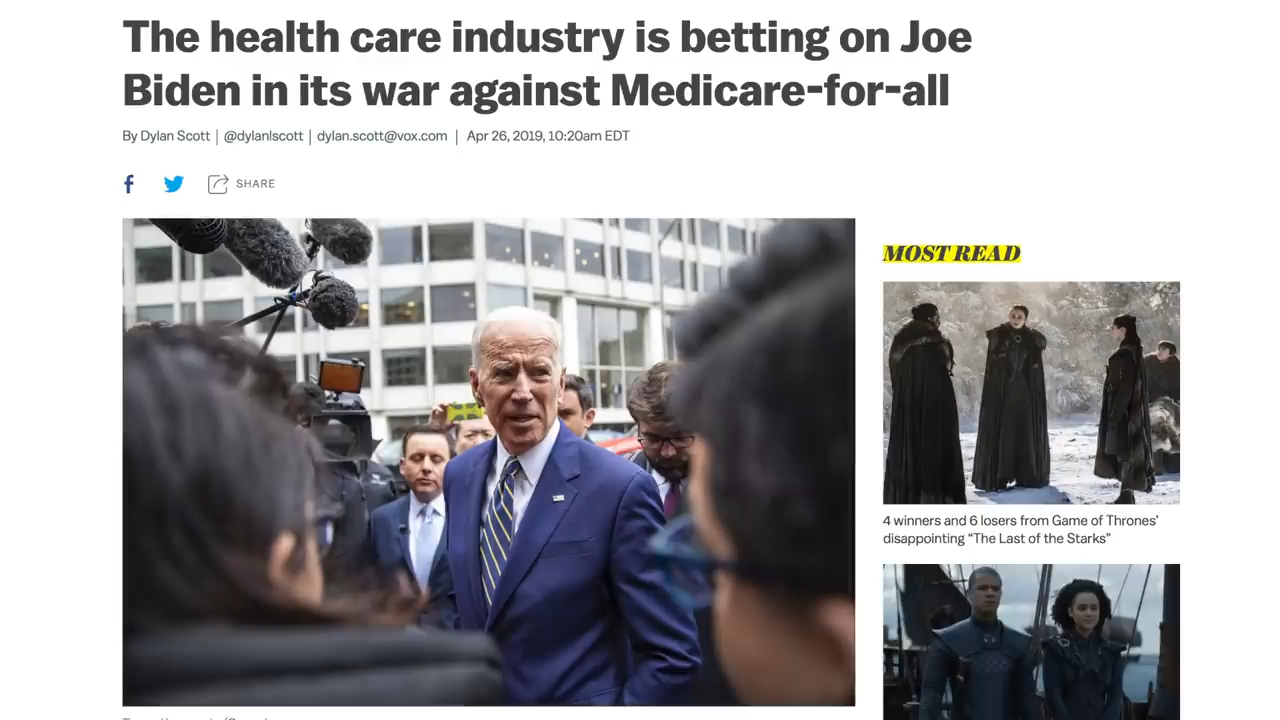 The health care industry is betting on Joe
Biden in its war against Medicare-for-all
By Dylan Scott | @dylanlscott | dylan.scott@vox.com | Apr 26, 2019, 10:20am EDT
SHARE
MOST READ
4 winners and 6 losers from Game of Thrones’
disappointing “The Last of the Starks”